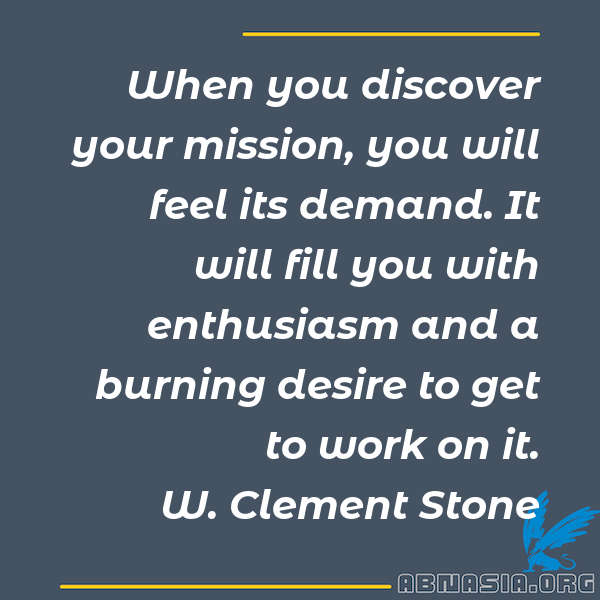 When you discover
your mission, you will
feel its demand. It
will fill you with
enthusiasm and a
burning desire to get
to work on it.
W. Clement Stone
ABNASIA.ORG